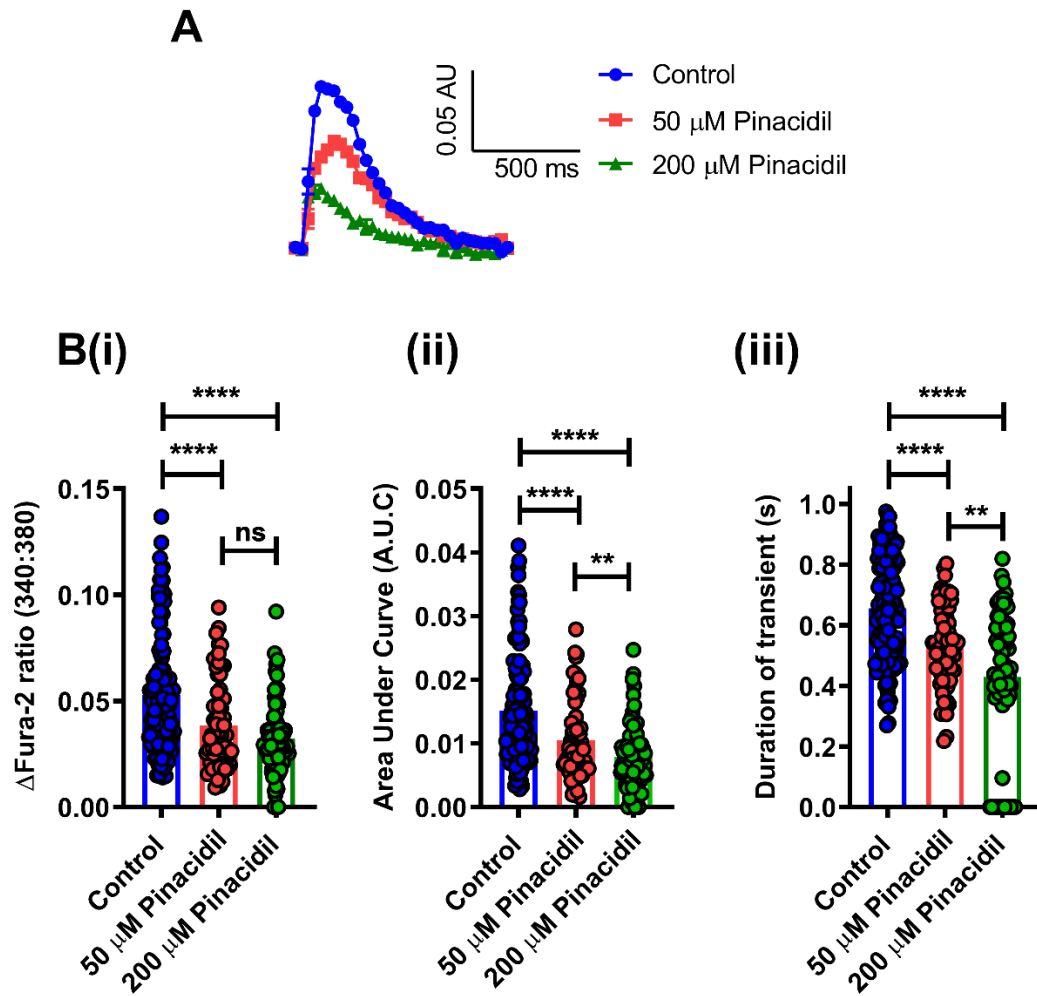 A
0.05 AU
500 ms
Control
50 μM Pinacidil
200 μM Pinacidil
B(i)
(ii)
(iii)
****
****
ns
ΔFura-2 ratio (340:380)
0.15
0.10
0.05
0.00
Control
50 μM Pinacidil
200 μM Pinacidil
****
****
**
Area Under Curve (A.U.C)
0.05
0.04
0.03
0.02
0.01
0.00
Control
50 μM Pinacidil
200 μM Pinacidil
****
****
**
Duration of transient (s)
1.0
0.8
0.6
0.4
0.2
0.0
Control
50 μM Pinacidil
200 μM Pinacidil